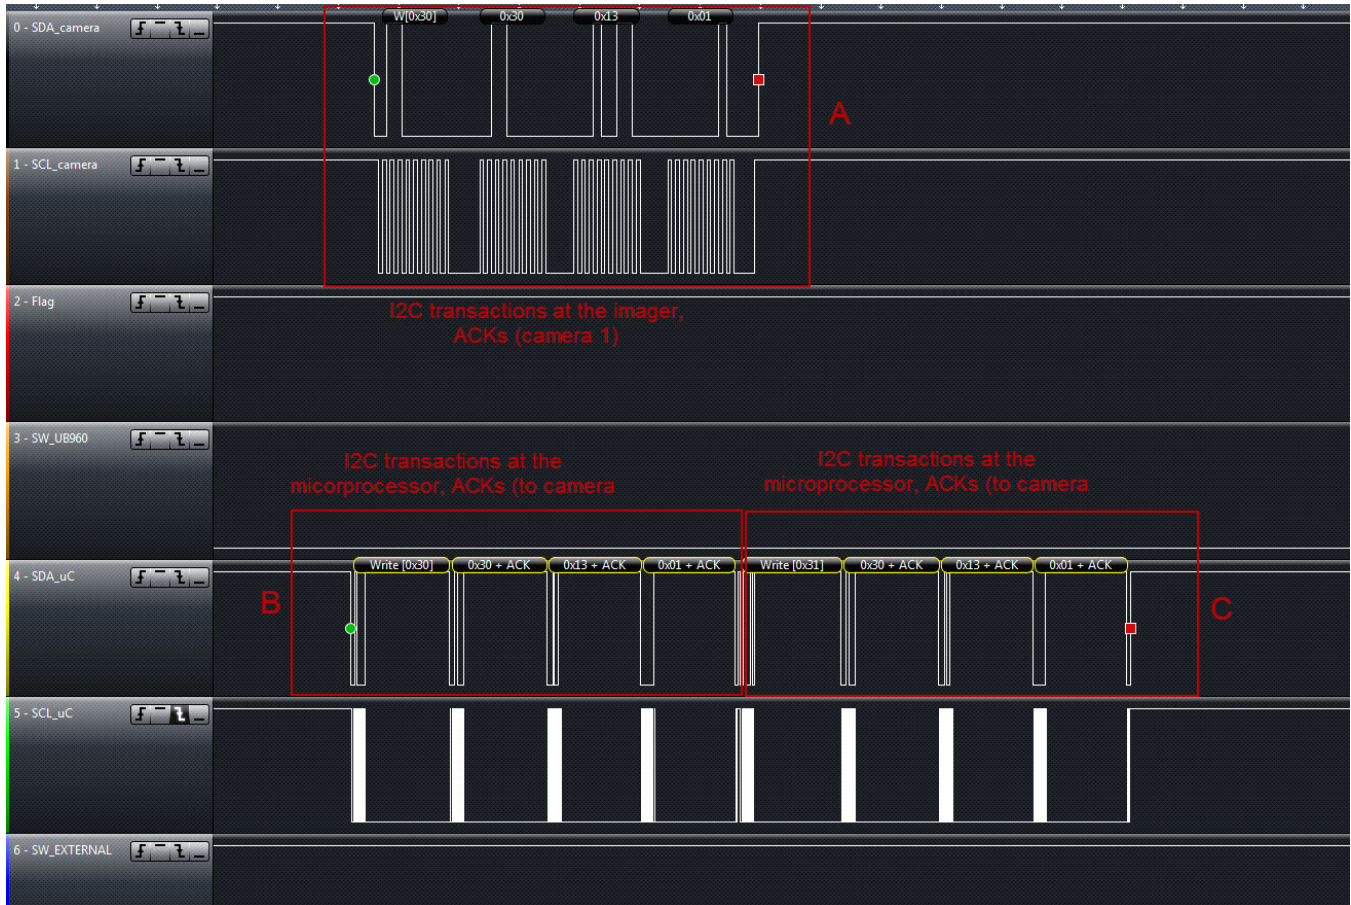 W[0x30] 0x30 0x13 0x01
0 - SDA_camera
A
1 - SCL_camera
2 - Flag
I2C transactions at the imager,
ACKs (camera 1)
3 - SW_UB960
I2C transactions at the
micorprocessor, ACKs (to camera
I2C transactions at the
microprocessor, ACKs (to camera
Write [0x30] 0x30 + ACK 0x13 + ACK 0x01 + ACK Write [0x31] 0x30 + ACK 0x13 + ACK 0x01 + ACK
4 - SDA_uC
B
C
5 - SCL_uC
6 - SW_EXTERNAL